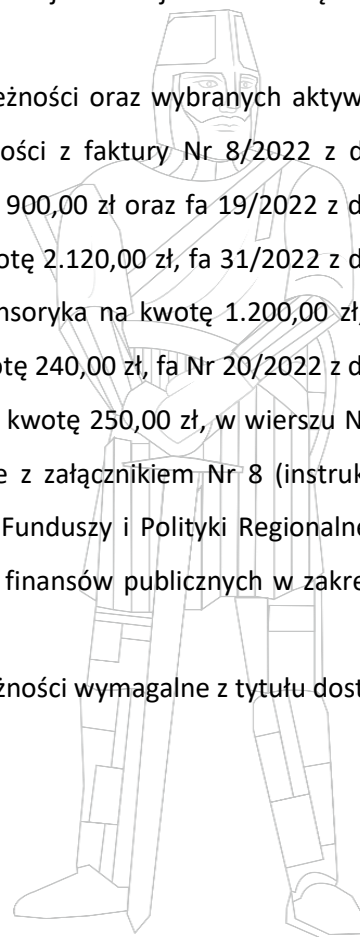 eżności oraz wybranych aktyw
ości z faktury Nr 8/2022 z d
900,00 zł oraz fa 19/2022 z d
otę 2.120,00 zł, fa 31/2022 z d
nsoryka na kwotę 1.200,00 zł,
otę 240,00 zł, fa Nr 20/2022 z d
kwotę 250,00 zł, w wierszu N
e z załącznikiem Nr 8 (instruk
Funduszy i Polityki Regionalne
finansów publicznych w zakre
żności wymagalne z tytułu dost